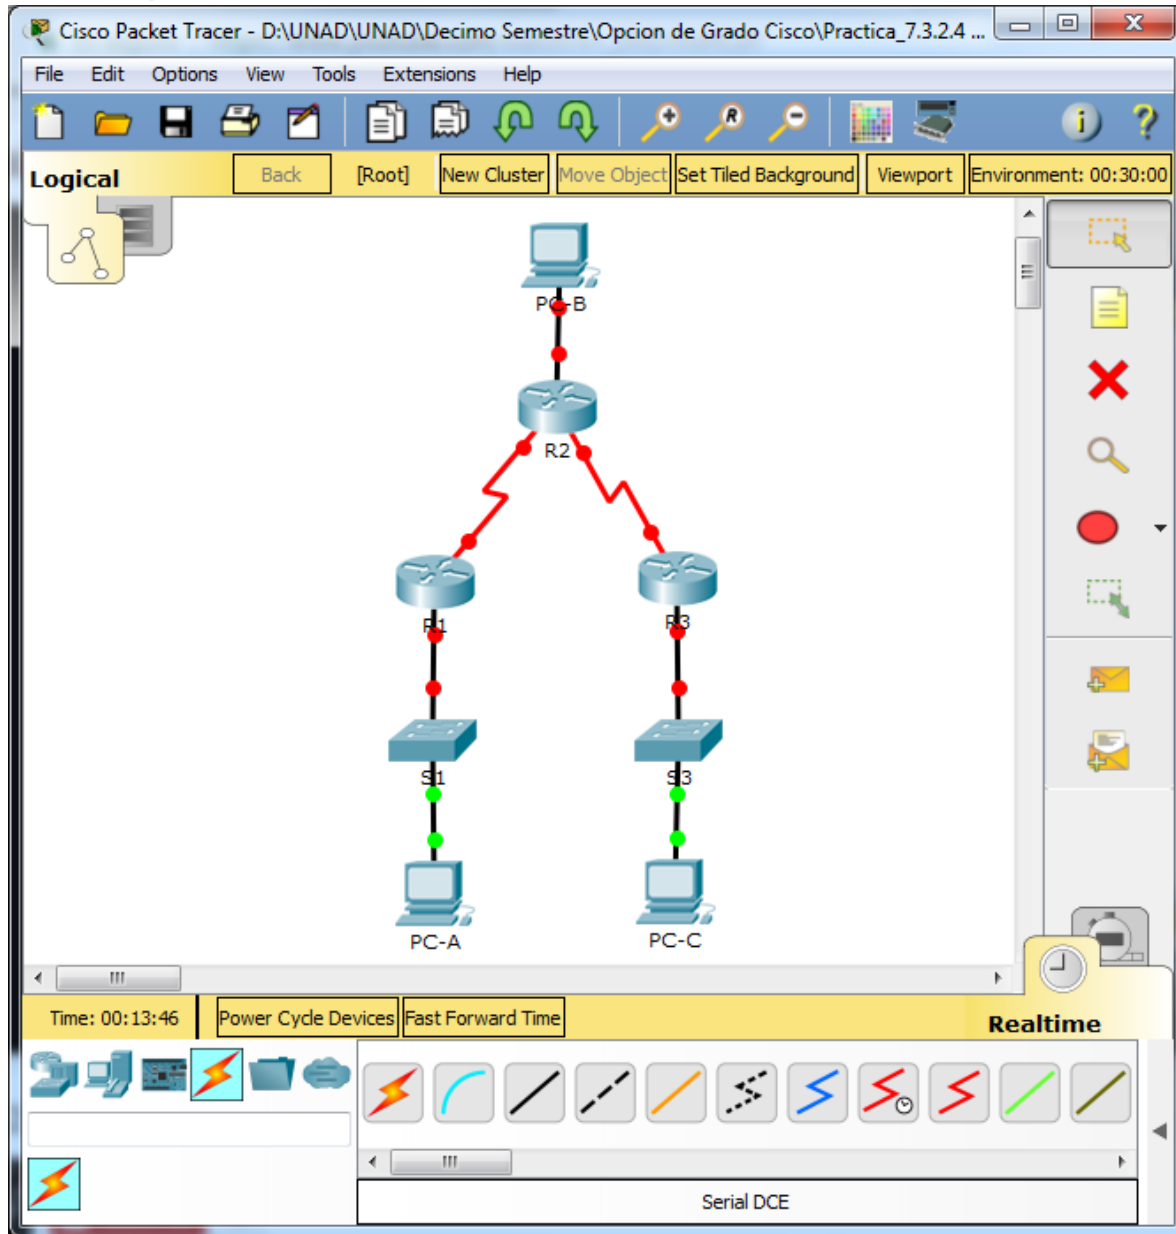 Cisco Packet Tracer - D:\UNAD\UNAD\Decimo Semestre\Opcion de Grado Cisco\Practica_7.3.2.4 ...
File Edit Options View Tools Extensions Help
Logical Back [Root] New Cluster Move Object Set Tiled Background Viewport Environment: 00:30:00
PC-B
R2
R1 R3
S1 S3
PC-A PC-C
Time: 00:13:46 Power Cycle Devices Fast Forward Time Realtime
Serial DCE